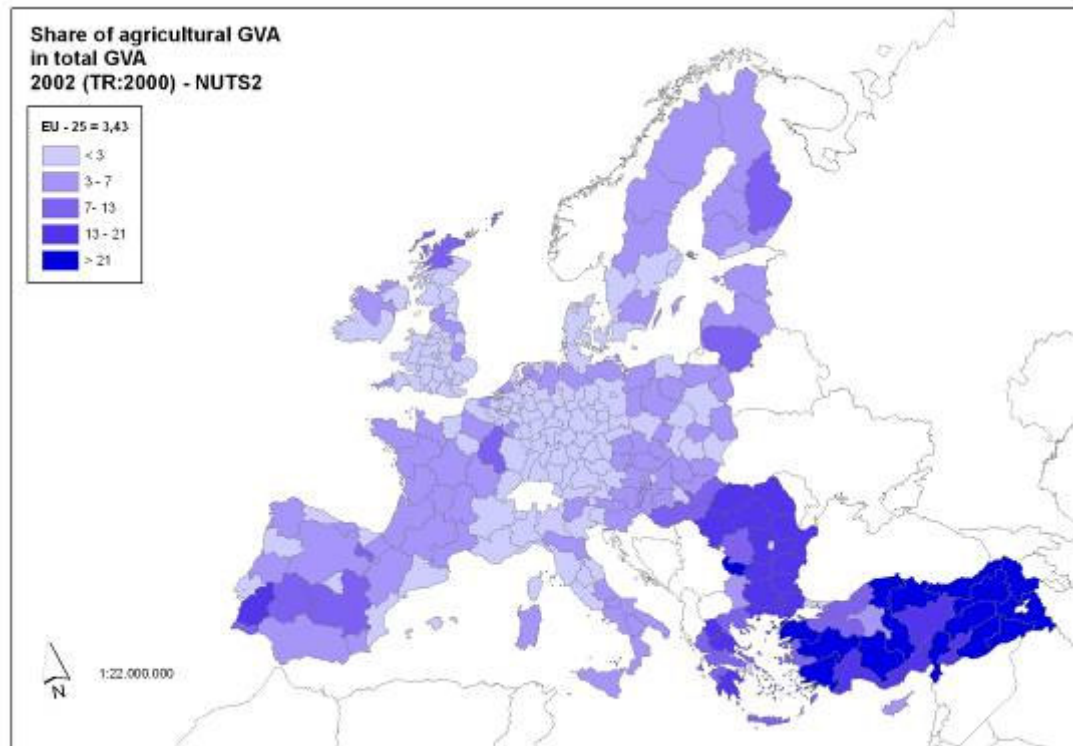 Share of agricultural GVA
in total GVA
2002 (TR:2000) - NUTS2
EU - 25 = 3,43
< 3
3 - 7
7- 13
13 - 21
> 21
1:22.000.000
N